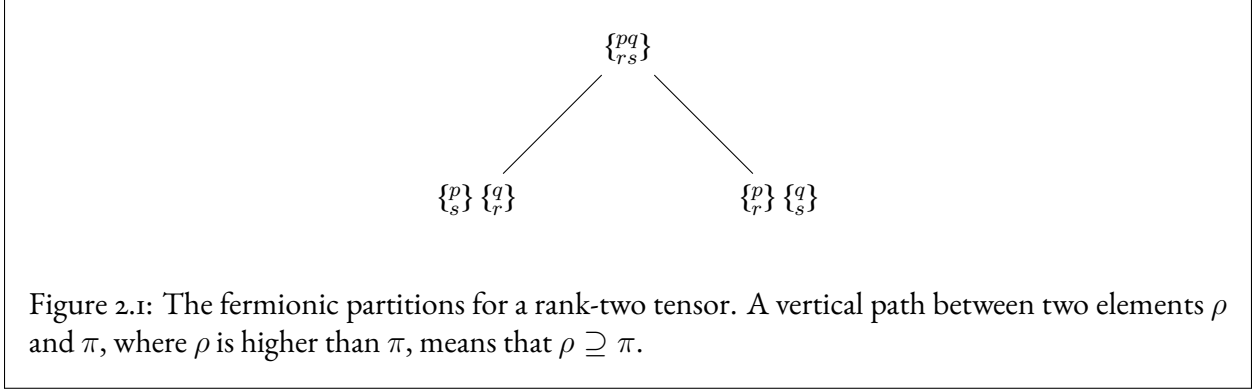 {pq rs}
{p s} {q r} {p r} {q s}
Figure 2.1: The fermionic partitions for a rank-two tensor. A vertical path between two elements ρ
and π, where ρ is higher than π, means that ρ ⊇ π.